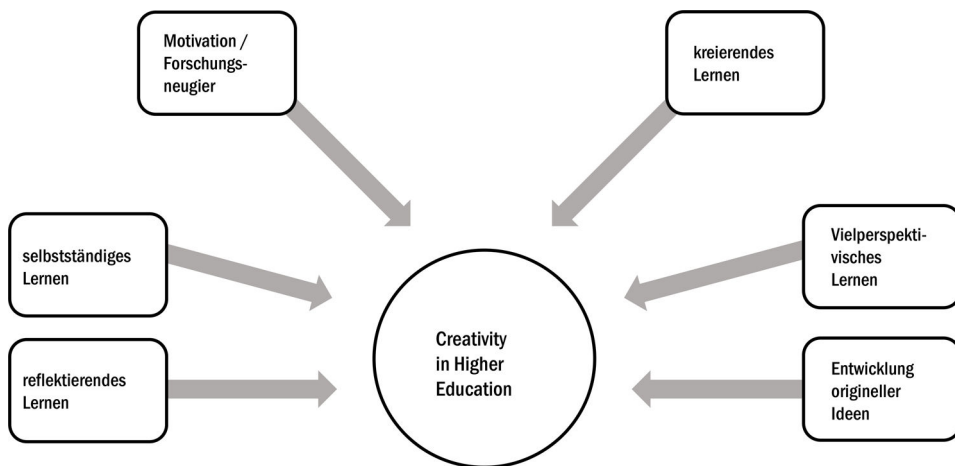 Motivation /
Forschungs-
neugier
kreierendes
Lernen
selbstständiges
Lernen
Vielperspekti-
visches
Lernen
Creativity
in Higher
Education
reflektierendes
Lernen
Entwicklung
origineller
Ideen